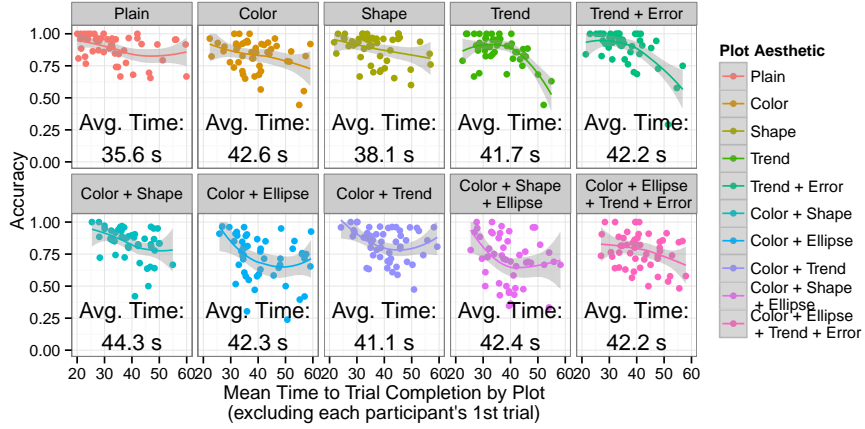 Plain
Color
Shape
Trend
Trend + Error
1.00
0.75
0.50
0.25
0.00
Avg. Time:
35.6 s
Avg. Time:
42.6 s
Avg. Time:
38.1 s
Avg. Time:
41.7 s
Avg. Time:
42.2 s
Accuracy
Color + Shape
Color + Ellipse
Color + Trend
Color + Shape
+ Ellipse
Color + Ellipse
+ Trend + Error
1.00
0.75
0.50
0.25
0.00
Avg. Time:
44.3 s
Avg. Time:
42.3 s
Avg. Time:
41.1 s
Avg. Time:
42.4 s
Avg. Time:
42.2 s
20 30 40 50 60
20 30 40 50 60
20 30 40 50 60
20 30 40 50 60
20 30 40 50 60
Mean Time to Trial Completion by Plot
(excluding each participant's 1st trial)
Plot Aesthetic
Plain
Color
Shape
Trend
Trend + Error
Color + Shape
Color + Ellipse
Color + Trend
Color + Shape
+ Ellipse
Color + Ellipse
+ Trend + Error